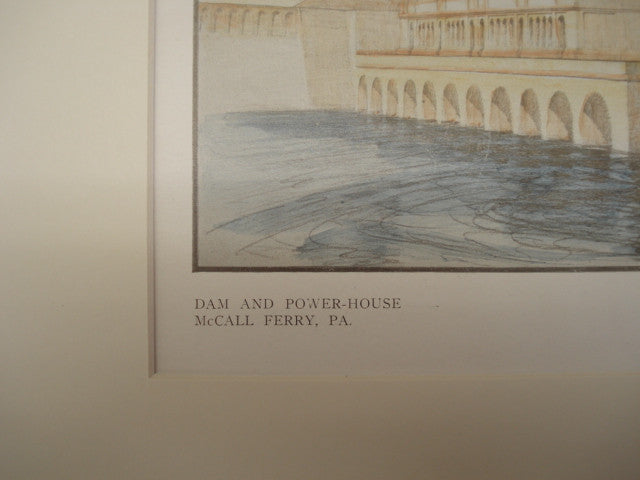 DAM AND POWER-HOUSE
McCALL FERRY, PA.